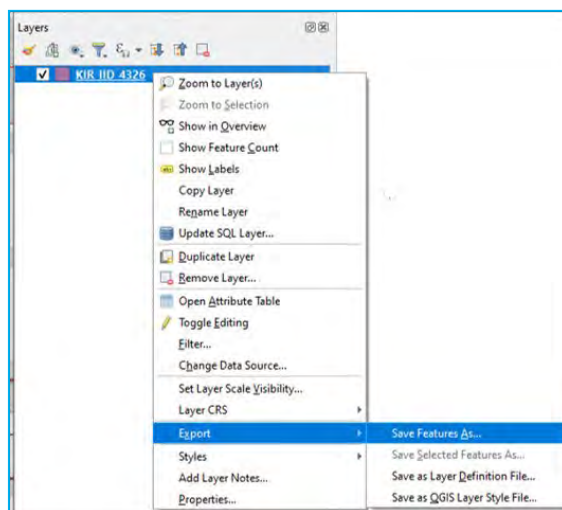 Layers
KIR_IID_4326
Zoom to Layer(s)
Zoom to Selection
Show in Overview
Show Feature Count
abc Show Labels
Copy Layer
Rename Layer
Update SQL Layer...
Duplicate Layer
Remove Layer...
Open Attribute Table
Toggle Editing
Filter...
Change Data Source...
Set Layer Scale Visibility...
Layer CRS
Export
Styles
Add Layer Notes...
Properties...
Save Features As...
Save Selected Features As...
Save as Layer Definition File...
Save as QGIS Layer Style File...